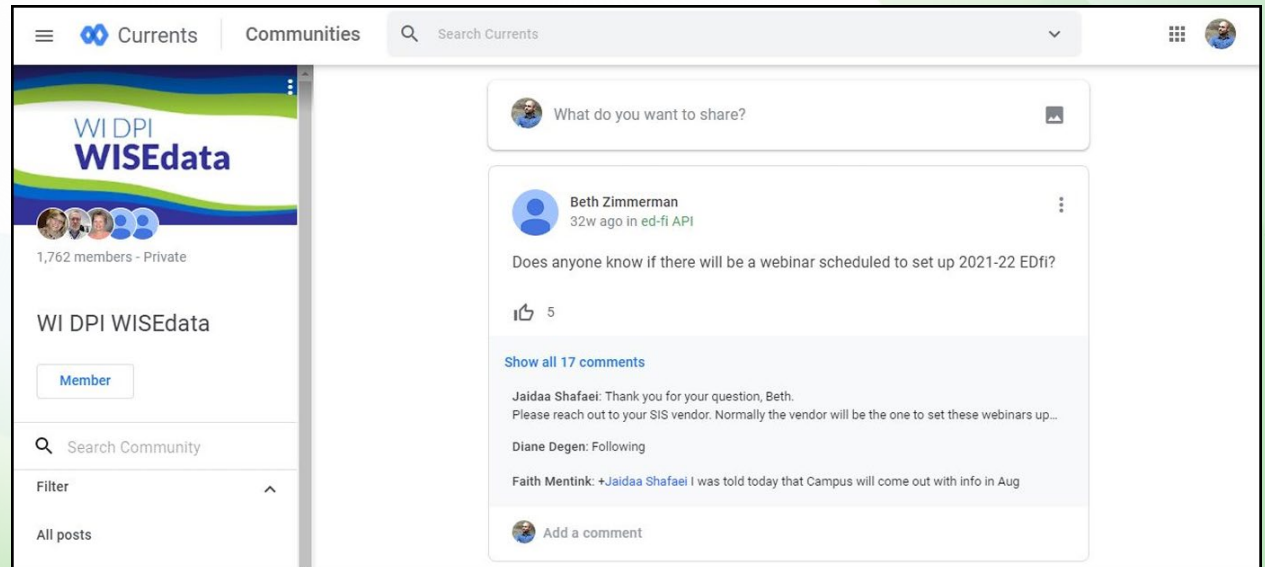 Currents
Communities
Search Currents
WI DPI
WISEdata
1,762 members - Private
WI DPI WISEdata
Member
Search Community
Filter
All posts
What do you want to share?
Beth Zimmerman
32w ago in ed-fi API
Does anyone know if there will be a webinar scheduled to set up 2021-22 EDfi?
5
Show all 17 comments
Jaidaa Shafaei: Thank you for your question, Beth.
Please reach out to your SIS vendor. Normally the vendor will be the one to set these webinars up...
Diane Degen: Following
Faith Mentink: +Jaidaa Shafaei I was told today that Campus will come out with info in Aug
Add a comment